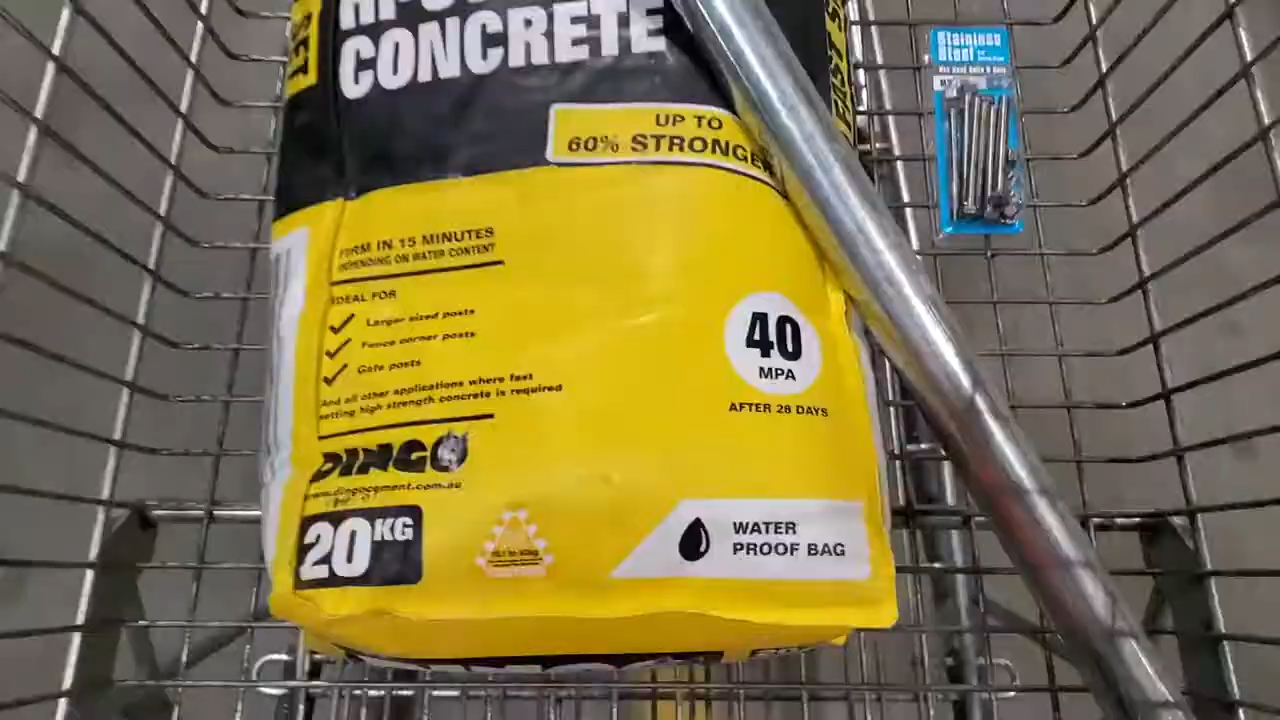 CONCRETE
UP TO
60% STRONGER
FIRM IN 15 MINUTES
DEPENDING ON WATER CONTENT
IDEAL FOR
Larger sized posts
Fence corner posts
Gate posts
And all other applications where fast
setting high strength concrete is required
40
MPA
AFTER 28 DAYS
DINGO
www.dingocement.com.au
20KG
WATER
PROOF BAG
Stainless
Steel